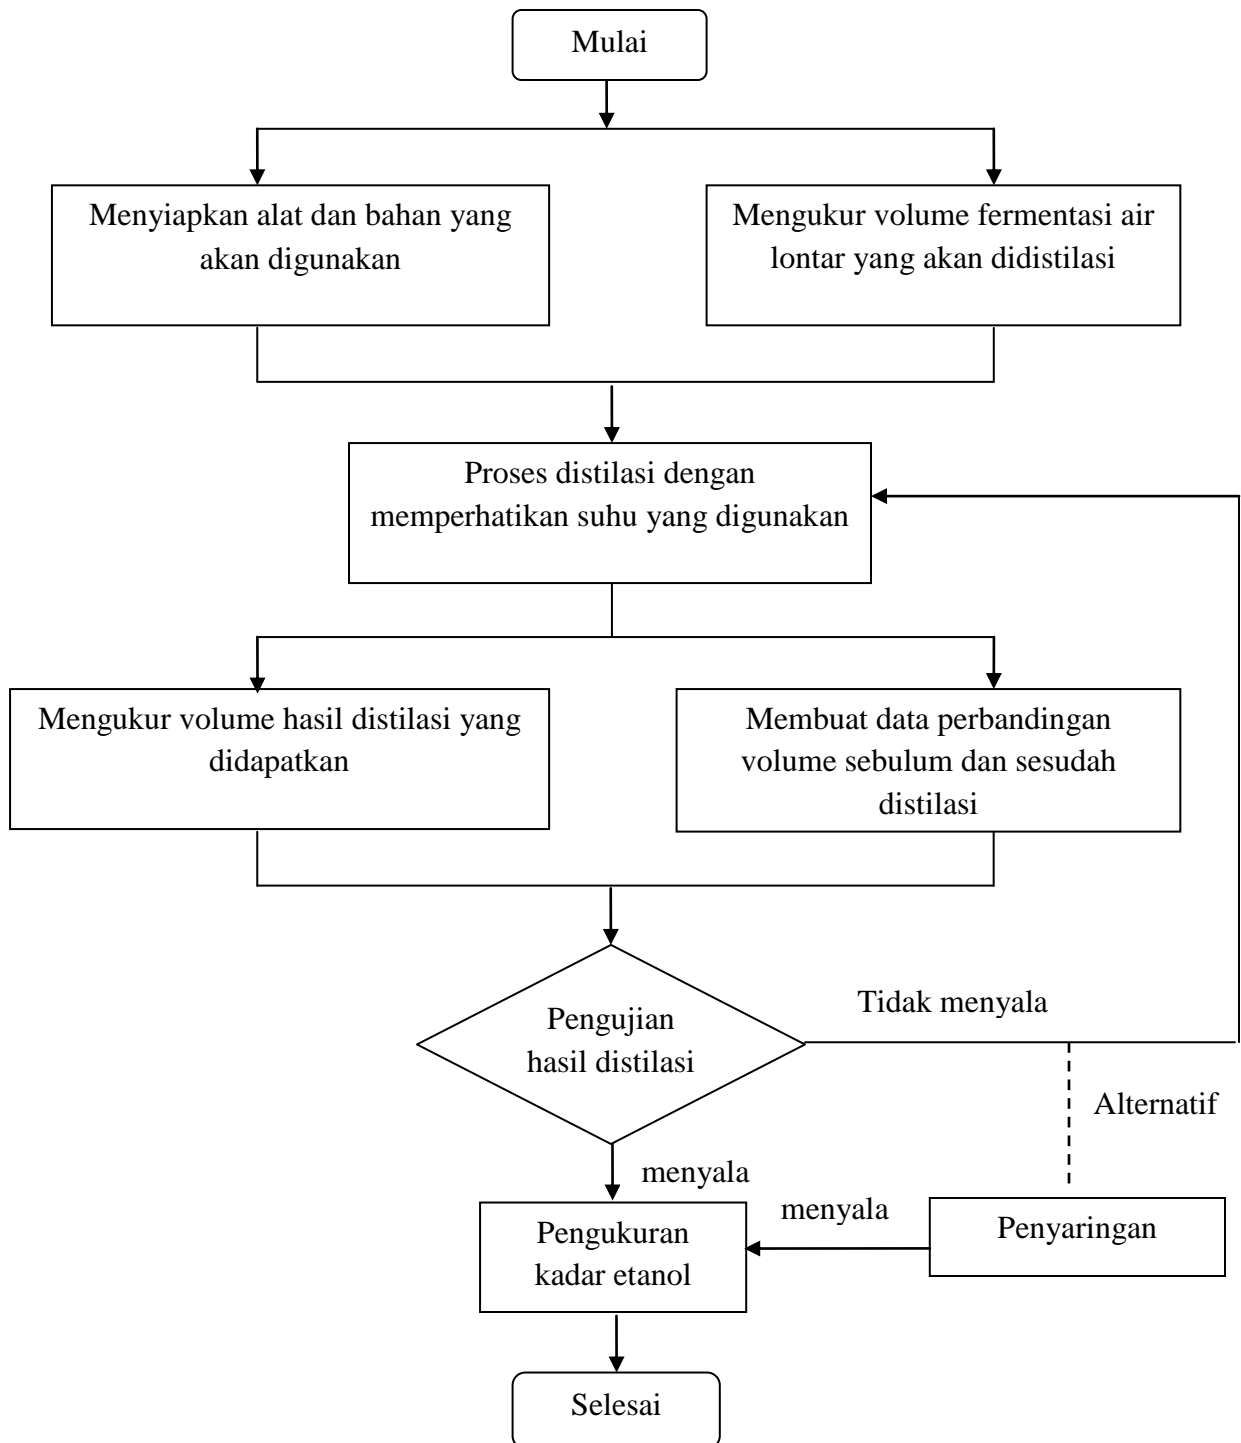 Mulai
Menyiapkan alat dan bahan yang
akan digunakan
Mengukur volume fermentasi air
lontar yang akan didistilasi
Proses distilasi dengan
memperhatikan suhu yang digunakan
Mengukur volume hasil distilasi yang
didapatkan
Membuat data perbandingan
volume sebulum dan sesudah
distilasi
Pengujian
hasil distilasi
Tidak menyala
Alternatif
menyala
menyala
Penyaringan
Pengukuran
kadar etanol
Selesai